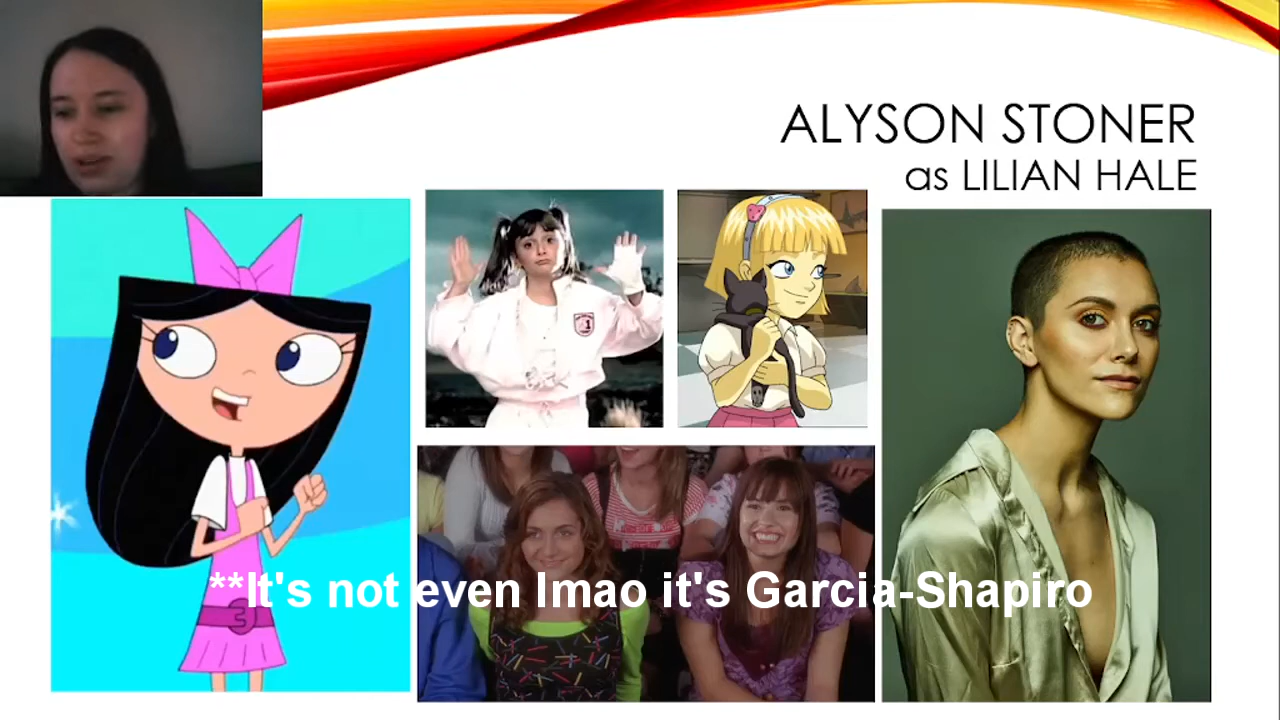 ALYSON STONER
as LILIAN HALE
**It's not even lmao it's Garcia-Shapiro